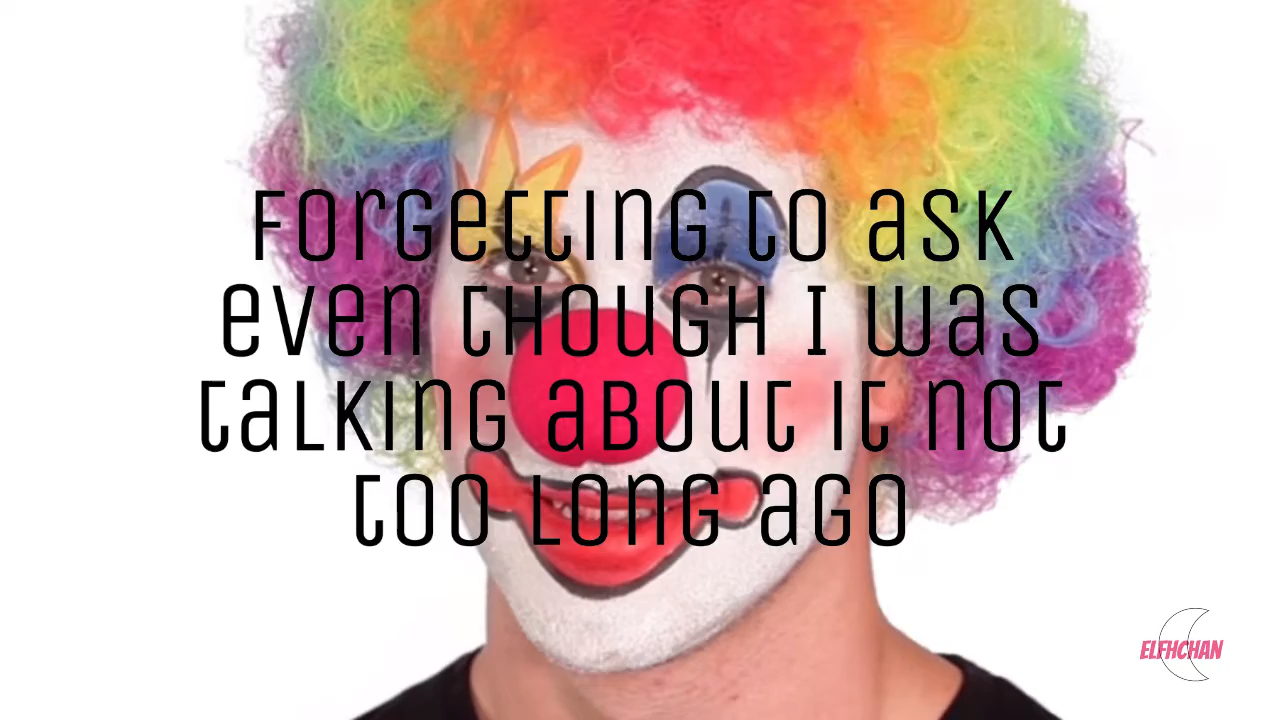 Forgetting to ask
even though I was
talking about it not
too long ago
ELFHCHAN